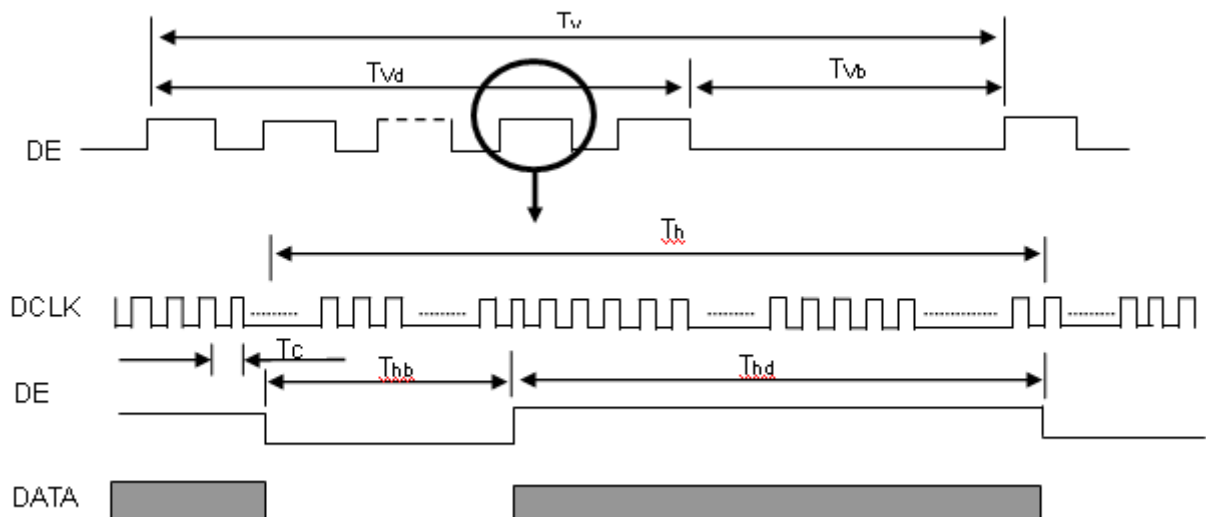 Tv
Tvd
Tvb
DE
Th
DCLK
Tc
Thb
Thd
DE
DATA